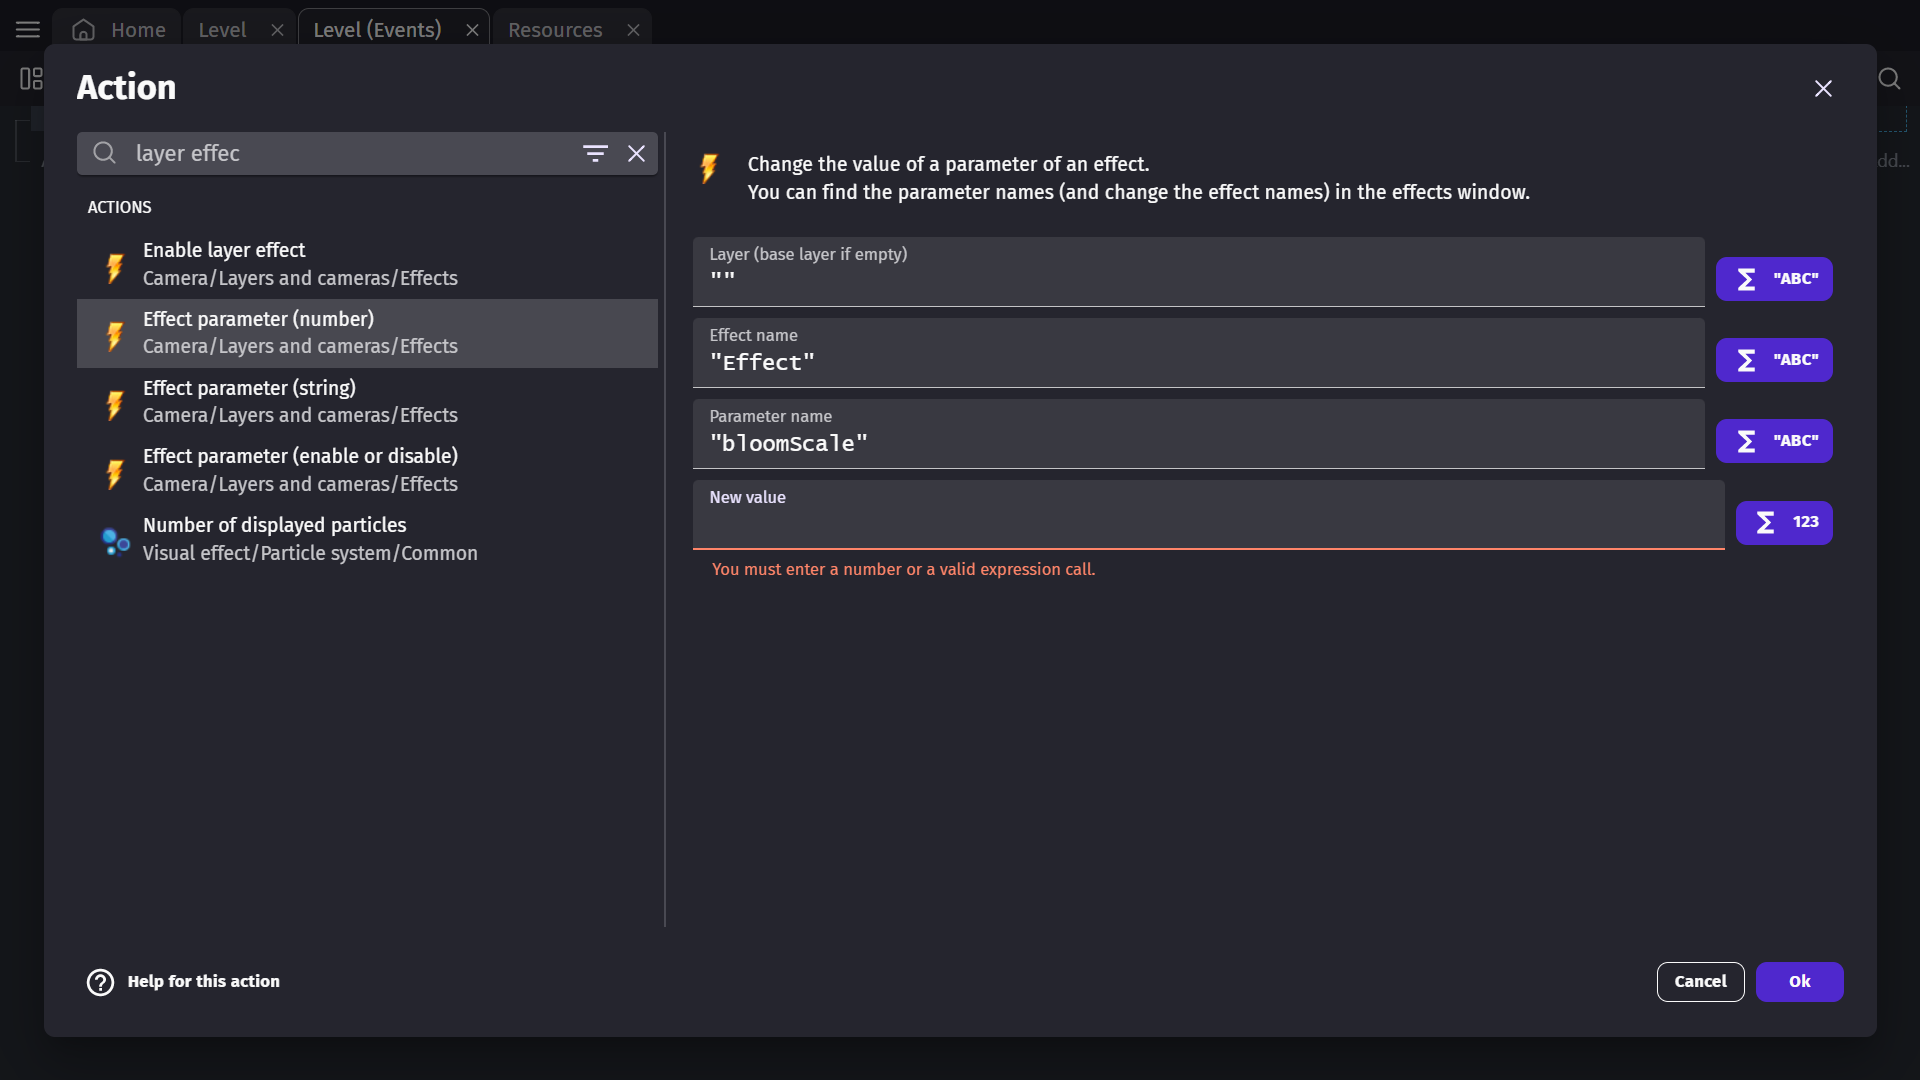 Home
Level
Level (Events)
Resources
Action
layer effec
ACTIONS
Enable layer effect
Camera/Layers and cameras/Effects
Effect parameter (number)
Camera/Layers and cameras/Effects
Effect parameter (string)
Camera/Layers and cameras/Effects
Effect parameter (enable or disable)
Camera/Layers and cameras/Effects
Number of displayed particles
Visual effect/Particle system/Common
Change the value of a parameter of an effect.
You can find the parameter names (and change the effect names) in the effects window.
Layer (base layer if empty)
""
Σ "ABC"
Effect name
"Effect"
Σ "ABC"
Parameter name
"bloomScale"
Σ "ABC"
New value
Σ 123
You must enter a number or a valid expression call.
dd...
Help for this action
Cancel
Ok